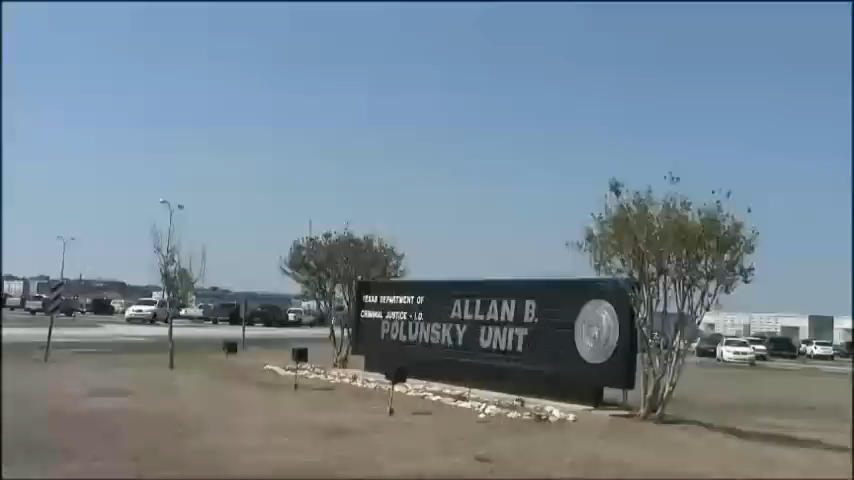 TEXAS DEPARTMENT OF
CRIMINAL JUSTICE - I.D.
ALLAN B.
POLUNSKY UNIT